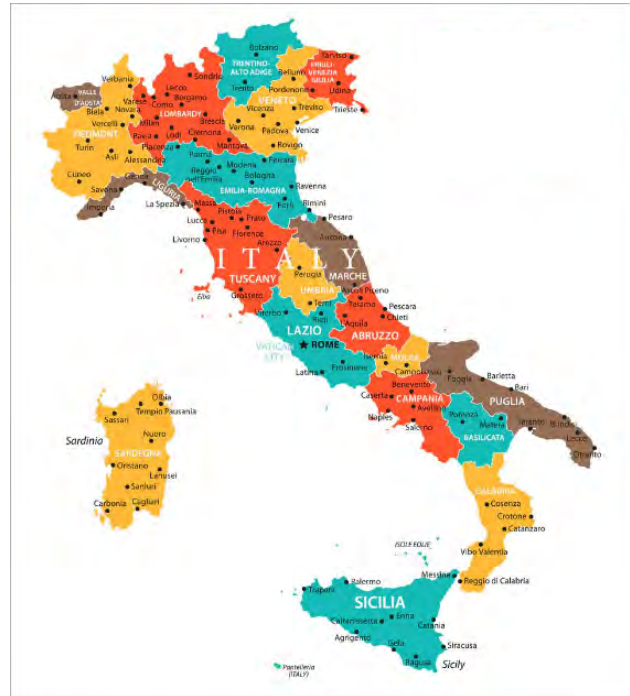 Bolzano
TRENTINO-
ALTO ADIGE
Trento
Tarviso
FRIULI-
VENEZIA
GIULIA
Belluno
Pordenone
Udina
Trieste
Sondrio
Verbania
Lecco
Varese
Como
Bergamo
VALLE
D'AOSTA
Biela
Novara
Milan
LOMBARDY
Brescia
VENETO
Vicenza
Treviso
Verona
Padova
Venice
Rovigo
Vercelli
Pavia
Lodi
Cremona
Mantova
PIEDMONT
Turin
Asti
Alessandria
Piacenza
Parma
Reggio
nell'Emilia
Modena
Ferrara
Bologna
EMILIA-ROMAGNA
Ravenna
Forli
Rimini
Cuneo
Savona
Genoa
LIGURIA
Imperia
La Spezia
Massa
Pesaro
Pistoia
Prato
Lucca
Pisa
Florence
Livorno
Arezzo
Ancona
ITALY
TUSCANY
Perugia
MARCHE
UMBRIA
Ascoli Piceno
Elba
Grosseto
Terni
Teramo
Viterbo
Rieti
L'Aquila
Pescara
Chieti
LAZIO
ABRUZZO
VATICAN
CITY
ROME
Latina
Frosinone
Isernia
MOLISE
Campobasso
Foggia
Barletta
Bari
PUGLIA
Benevento
Caserta
CAMPANIA
Avellino
Naples
Salerno
Potenza
Matera
BASILICATA
Taranto
Brindisi
Lecce
Otranto
Olbia
Tempio Pausania
Sassari
Sardinia
Nuoro
SARDEGNA
Oristano
Lanusei
Sanluri
Carbonia
Cagliari
CALABRIA
Cosenza
Crotone
Catanzaro
Vibo Valentia
ISOLE EOLIE
Messina
Reggio di Calabria
Trapani
Palermo
SICILIA
Enna
Caltanissetta
Catania
Agrigento
Gela
Siracusa
Ragusa
Sicily
Pantelleria
(ITALY)